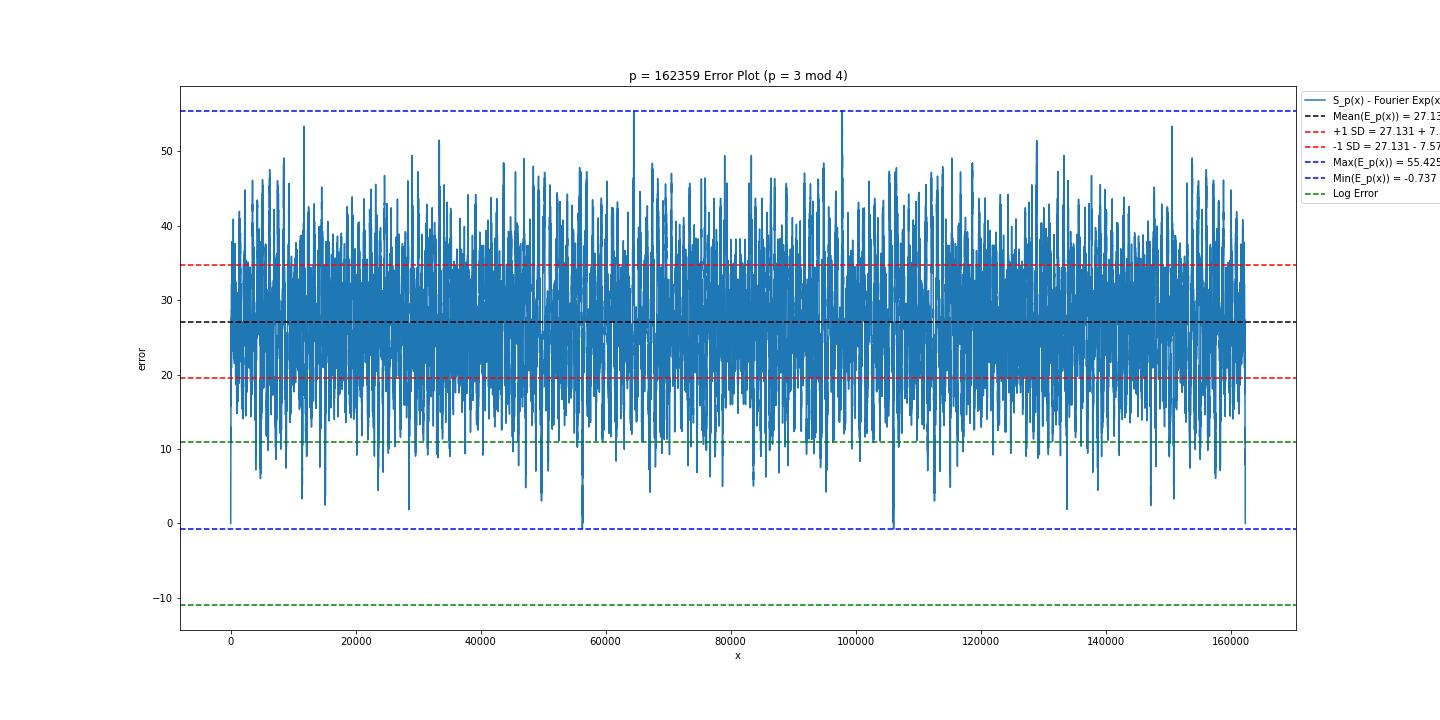 p = 162359 Error Plot (p = 3 mod 4)
S_p(x) - Fourier Exp(x
Mean(E_p(x)) = 27.13
+1 SD = 27.131 + 7.
-1 SD = 27.131 - 7.57
Max(E_p(x)) = 55.425
Min(E_p(x)) = -0.737
Log Error
error
50
40
30
20
10
0
−10
0 20000 40000 60000 80000 100000 120000 140000 160000
x